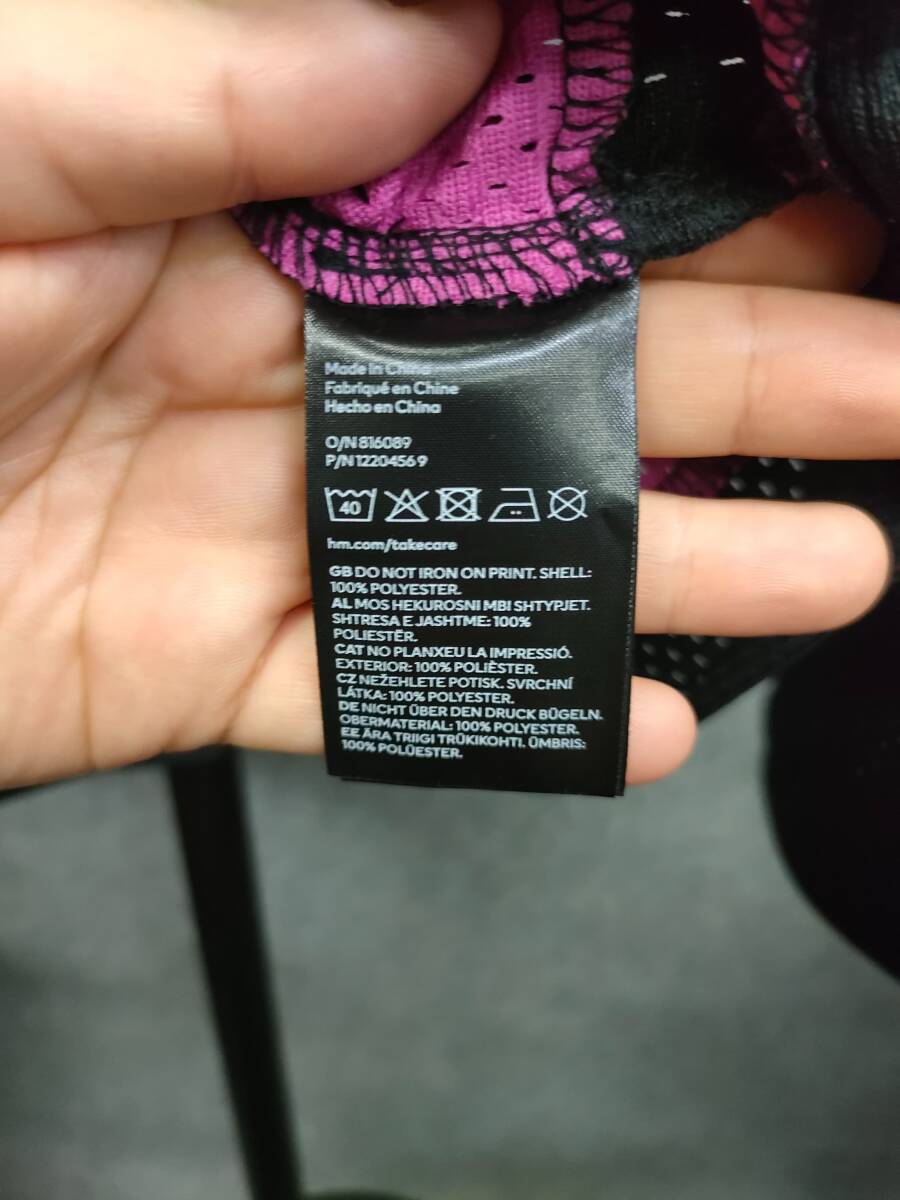 Made in China
Fabriqué en Chine
Hecho en China
O/N 816089
P/N 12204569
40
hm.com/takecare
GB DO NOT IRON ON PRINT. SHELL:
100% POLYESTER.
AL MOS HEKUROSNI MBI SHTYPJET.
SHTRESA E JASHTME: 100%
POLIESTËR.
CAT NO PLANXEU LA IMPRESSIÓ.
EXTERIOR: 100% POLIÈSTER.
CZ NEŽEHLETE POTISK. SVRCHNÍ
LÁTKA: 100% POLYESTER.
DE NICHT ÜBER DEN DRUCK BÜGELN.
OBERMATERIAL: 100% POLYESTER.
EE ÄRA TRIIGI TRÜKIKOHTI. ÜMBRIS:
100% POLÜESTER.